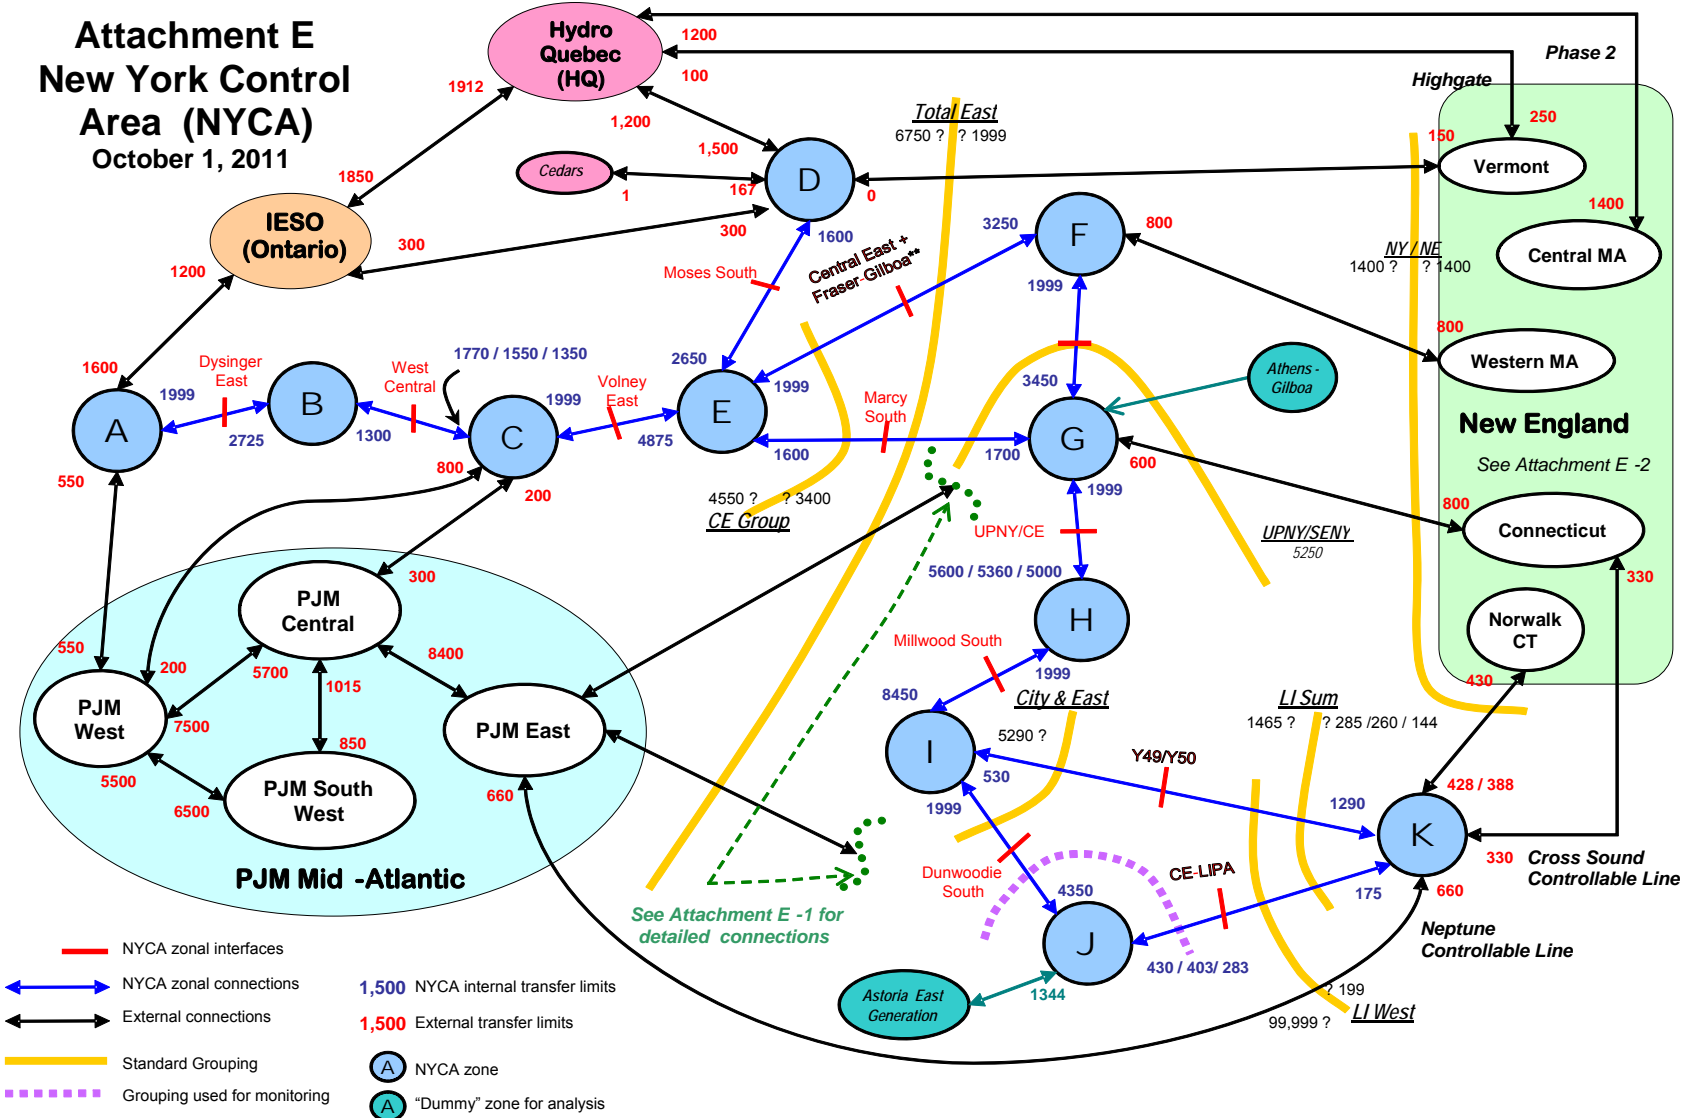 Attachment E
New York Control
Area (NYCA)
October 1, 2011
Hydro
Quebec
(HQ)
1200
100
1912
1,200
1,500
Phase 2
Highgate
250
150
Vermont
1400
Central MA
Total East
6750 ? ? 1999
Cedars
1
167
D
0
1850
IESO
(Ontario)
300
300
1600
1200
Moses South
Central East +
Fraser-Gilboa**
3250
F
800
1999
NY / NE
1400 ? ? 1400
800
Western MA
1600
Dysinger
East
1999
A
2725
B
West
Central
1770 / 1550 / 1350
1300
C
1999
Volney
East
4875
2650
E
1999
1600
Marcy
South
3450
G
1700
600
1999
Athens -
Gilboa
New England
See Attachment E -2
550
800
200
4550 ? ? 3400
CE Group
UPNY/CE
UPNY/SENY
5250
800
Connecticut
330
5600 / 5360 / 5000
H
Norwalk
CT
430
PJM
Central
300
550
200
5700
1015
8400
Millwood South
1999
8450
PJM
West
7500
850
5500
6500
PJM South
West
PJM East
660
PJM Mid -Atlantic
I
City & East
5290 ?
530
1999
LI Sum
1465 ? ? 285 /260 / 144
Y49/Y50
428 / 388
1290
K
330
Cross Sound
Controllable Line
660
175
Neptune
Controllable Line
Dunwoodie
South
4350
J
CE-LIPA
430 / 403/ 283
See Attachment E -1 for
detailed connections
Astoria East
Generation
1344
? 199
99,999 ?
LI West
NYCA zonal interfaces
NYCA zonal connections
External connections
Standard Grouping
Grouping used for monitoring
1,500 NYCA internal transfer limits
1,500 External transfer limits
A NYCA zone
A "Dummy" zone for analysis